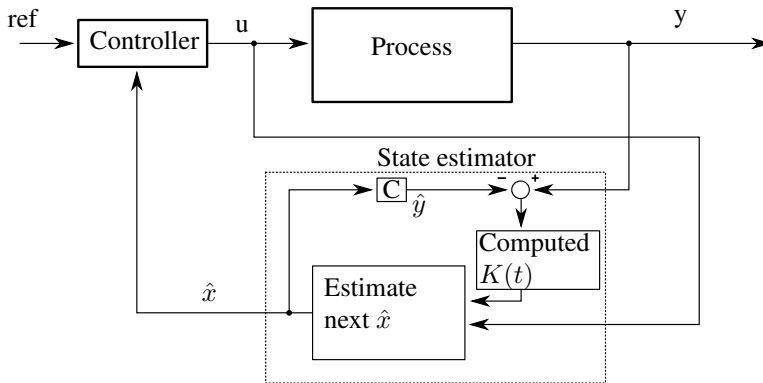 ref
Controller
u
Process
y
State estimator
C
ŷ
-
+
Computed
K(t)
x̂
Estimate
next x̂